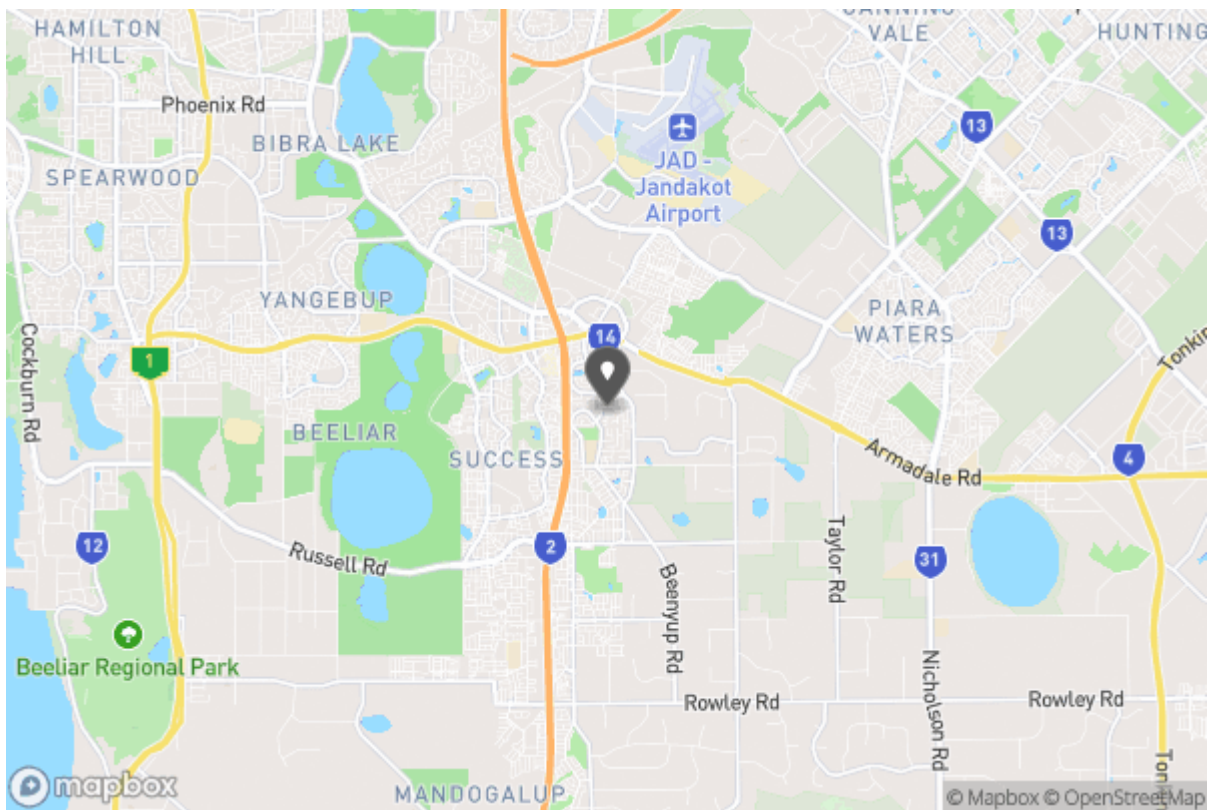 HAMILTON
HILL
CANNING
VALE
HUNTING
Phoenix Rd
BIBRA LAKE
13
JAD -
Jandakot
Airport
SPEARWOOD
13
YANGEBUP
PIARA
WATERS
Cockburn Rd
1
14
Tonkin
BEELIAR
SUCCESS
Armadale Rd
4
12
Russell Rd
2
Taylor Rd
31
Beenyup Rd
Beeliar Regional Park
Nicholson Rd
Rowley Rd
Rowley Rd
Ton
mapbox
MANDOGALUP
© Mapbox © OpenStreetMap